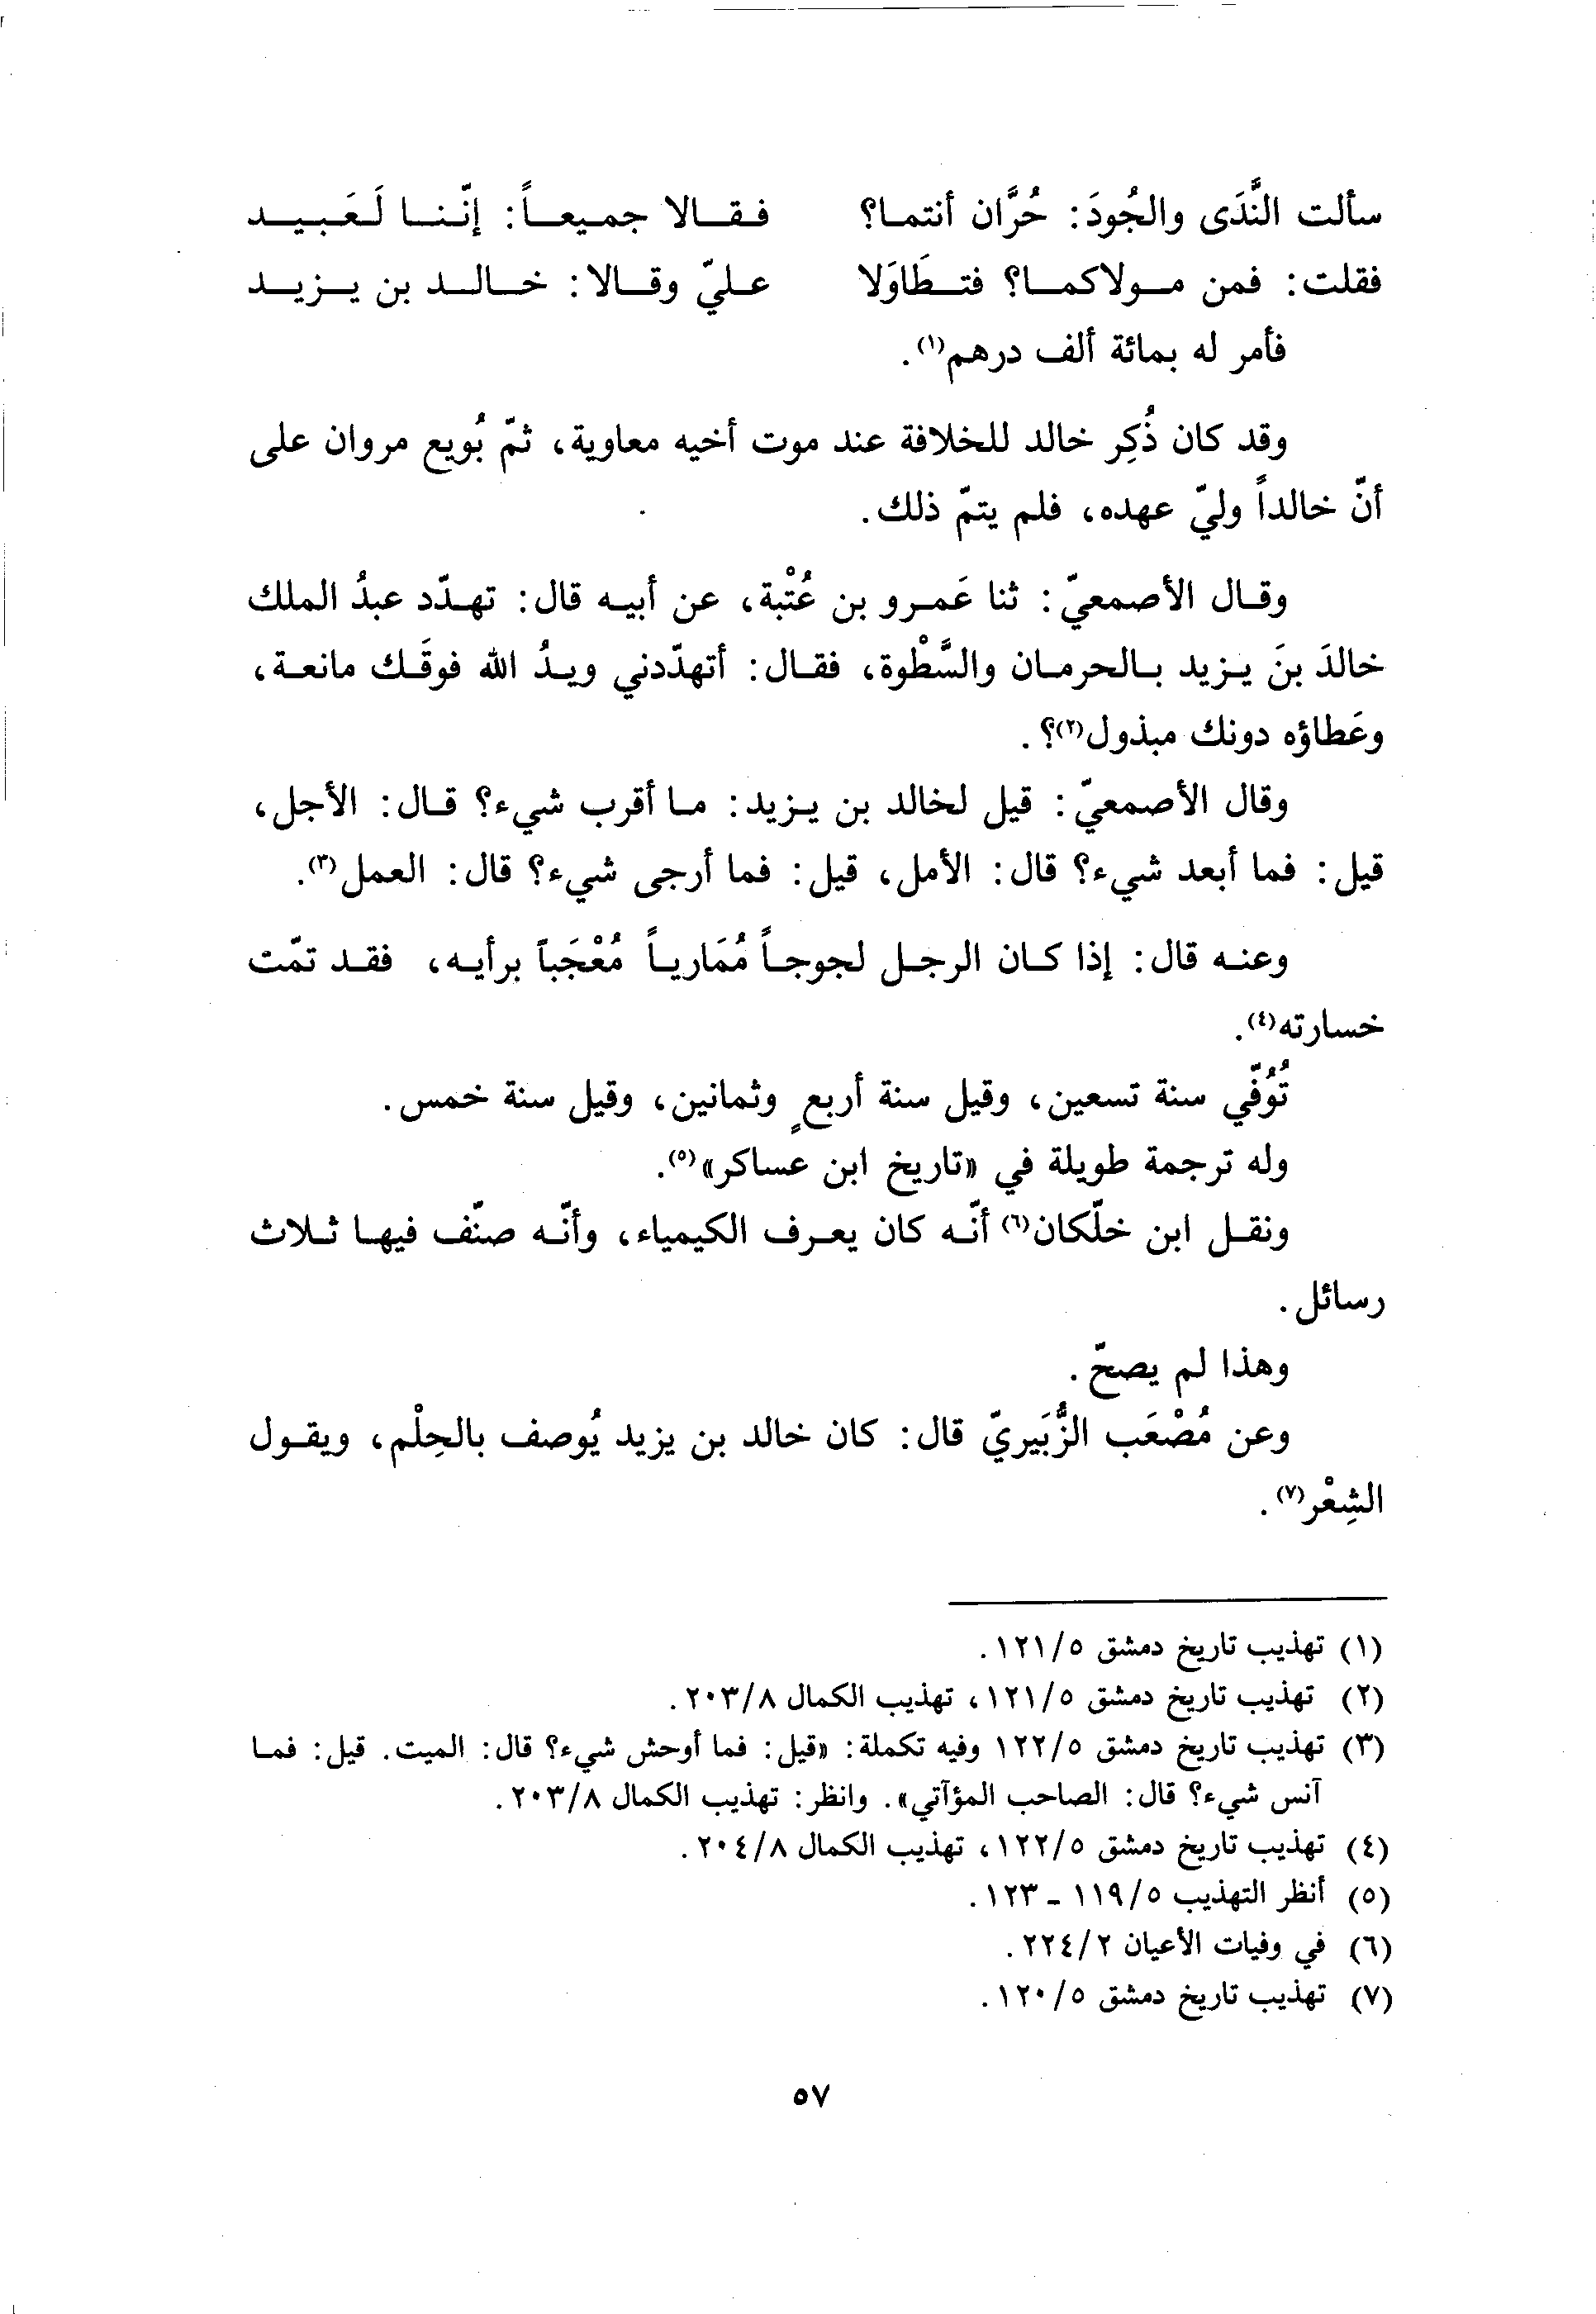 سألت النَّدَى والجُودَ: حُرَّان أنتما؟ فقالا جميعاً: إنّنا لَعَبيد
فقلت: فمن مولاكما؟ فتطَاوَلا عليّ وقالا: خالد بن يزيد
فأمر له بمائة ألف درهم(١).
وقد كان ذُكِر خالد للخلافة عند موت أخيه معاوية، ثمّ بُويع مروان على
أنّ خالداً وليّ عهده، فلم يتمّ ذلك.
وقال الأصمعيّ: ثنا عَمرو بن عُتْبة، عن أبيه قال: تهدّد عبدُ الملك
خالدَ بنَ يزيد بالحرمان والسَّطْوة، فقال: أتهدّدني ويدُ الله فوقَك مانعة،
وعَطاؤه دونك مبذول(٢)؟.
وقال الأصمعيّ: قيل لخالد بن يزيد: ما أقرب شيء؟ قال: الأجل،
قيل: فما أبعد شيء؟ قال: الأمل، قيل: فما أرجى شيء؟ قال: العمل(٣).
وعنه قال: إذا كان الرجل لجوجاً مُمَارياً مُعْجَباً برأيه، فقد تمّت
خسارته(٤).
تُوُفّي سنة تسعين، وقيل سنة أربعٍ وثمانين، وقيل سنة خمس.
وله ترجمة طويلة في «تاريخ ابن عساكر»(٥).
ونقل ابن خلّكان(٦) أنّه كان يعرف الكيمياء، وأنّه صنّف فيها ثلاث
رسائل.
وهذا لم يصحّ.
وعن مُصْعَب الزُّبَيريّ قال: كان خالد بن يزيد يُوصف بالحِلْم، ويقول
الشِعْر(٧).
(١) تهذيب تاريخ دمشق ١٢١/٥.
(٢) تهذيب تاريخ دمشق ١٢١/٥، تهذيب الكمال ٢٠٣/٨.
(٣) تهذيب تاريخ دمشق ١٢٢/٥ وفيه تكملة: «قيل: فما أوحش شيء؟ قال: الميت. قيل: فما
آنس شيء؟ قال: الصاحب المؤآتي». وانظر: تهذيب الكمال ٢٠٣/٨.
(٤) تهذيب تاريخ دمشق ١٢٢/٥، تهذيب الكمال ٢٠٤/٨.
(٥) أنظر التهذيب ١١٩/٥ - ١٢٣.
(٦) في وفيات الأعيان ٢٢٤/٢.
(٧) تهذيب تاريخ دمشق ١٢٠/٥.
٥٧